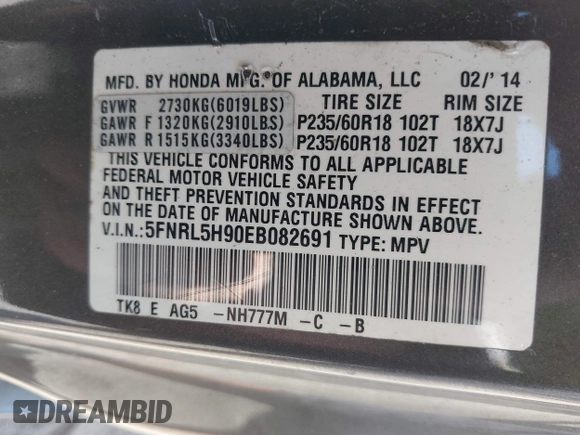 MFD. BY HONDA MFG. OF ALABAMA, LLC 02/'14
GVWR 2730KG(6019LBS) TIRE SIZE RIM SIZE
GAWR F 1320KG(2910LBS) P235/60R18 102T 18X7J
GAWR R 1515KG(3340LBS) P235/60R18 102T 18X7J
THIS VEHICLE CONFORMS TO ALL APPLICABLE
FEDERAL MOTOR VEHICLE SAFETY
AND THEFT PREVENTION STANDARDS IN EFFECT
ON THE DATE OF MANUFACTURE SHOWN ABOVE.
V.I.N.:5FNRL5H90EB082691 TYPE: MPV
TK8 E AG5 -NH777M -C -B
DREAMBID